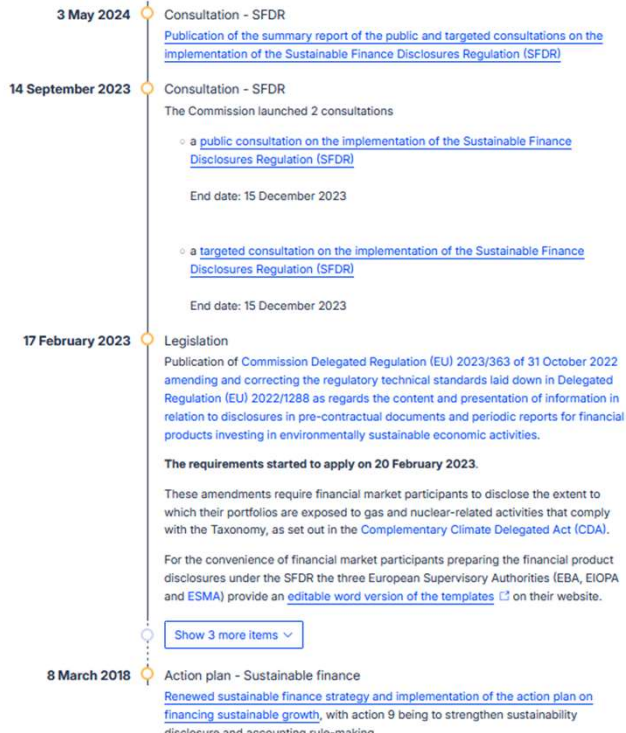 3 May 2024
Consultation - SFDR
Publication of the summary report of the public and targeted consultations on the
implementation of the Sustainable Finance Disclosures Regulation (SFDR)
14 September 2023
Consultation - SFDR
The Commission launched 2 consultations
a public consultation on the implementation of the Sustainable Finance
Disclosures Regulation (SFDR)
End date: 15 December 2023
a targeted consultation on the implementation of the Sustainable Finance
Disclosures Regulation (SFDR)
End date: 15 December 2023
17 February 2023
Legislation
Publication of Commission Delegated Regulation (EU) 2023/363 of 31 October 2022
amending and correcting the regulatory technical standards laid down in Delegated
Regulation (EU) 2022/1288 as regards the content and presentation of information in
relation to disclosures in pre-contractual documents and periodic reports for financial
products investing in environmentally sustainable economic activities.
The requirements started to apply on 20 February 2023.
These amendments require financial market participants to disclose the extent to
which their portfolios are exposed to gas and nuclear-related activities that comply
with the Taxonomy, as set out in the Complementary Climate Delegated Act (CDA).
For the convenience of financial market participants preparing the financial product
disclosures under the SFDR the three European Supervisory Authorities (EBA, EIOPA
and ESMA) provide an editable word version of the templates on their website.
Show 3 more items
8 March 2018
Action plan - Sustainable finance
Renewed sustainable finance strategy and implementation of the action plan on
financing sustainable growth, with action 9 being to strengthen sustainability
disclosure and accounting rule-making